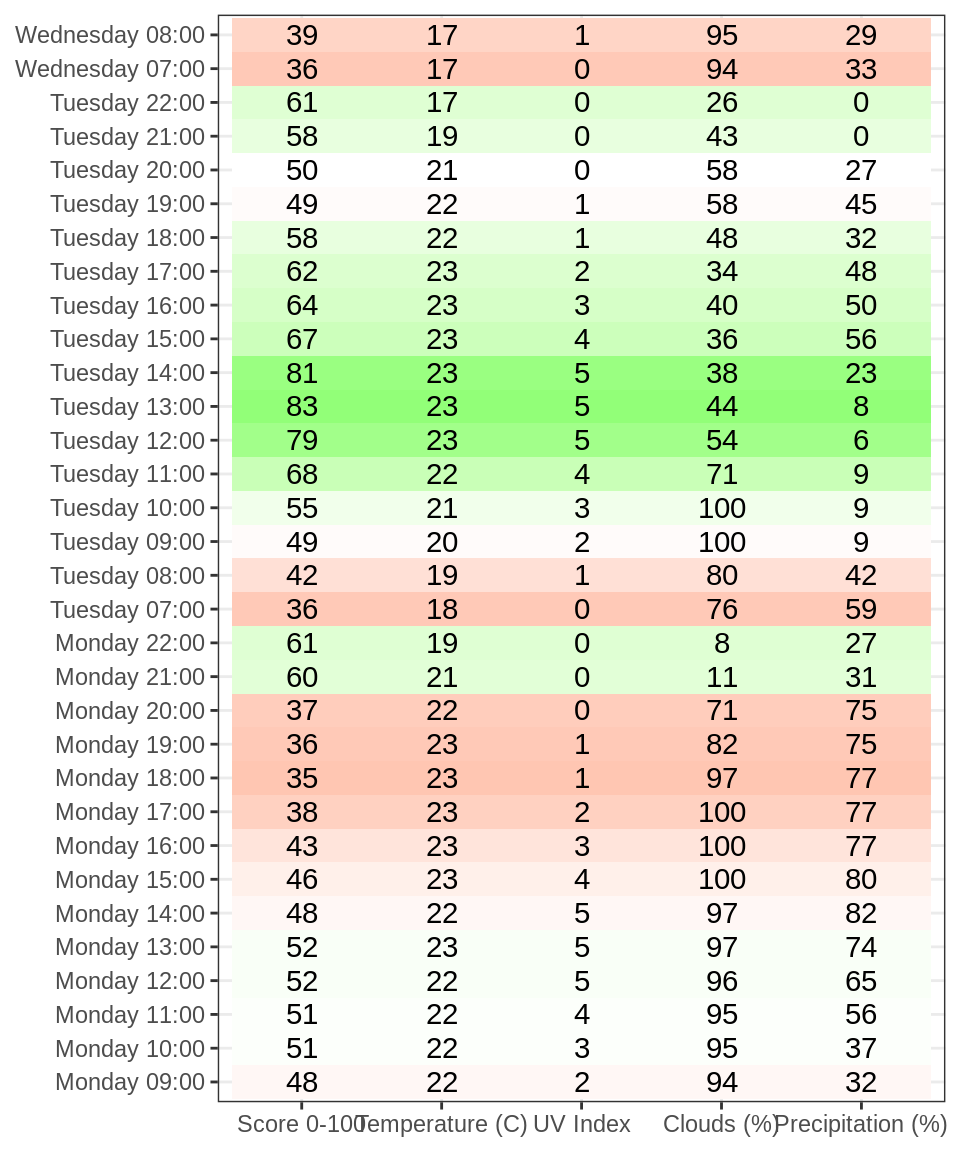 Wednesday 08:00 39 17 1 95 29
Wednesday 07:00 36 17 0 94 33
Tuesday 22:00 61 17 0 26 0
Tuesday 21:00 58 19 0 43 0
Tuesday 20:00 50 21 0 58 27
Tuesday 19:00 49 22 1 58 45
Tuesday 18:00 58 22 1 48 32
Tuesday 17:00 62 23 2 34 48
Tuesday 16:00 64 23 3 40 50
Tuesday 15:00 67 23 4 36 56
Tuesday 14:00 81 23 5 38 23
Tuesday 13:00 83 23 5 44 8
Tuesday 12:00 79 23 5 54 6
Tuesday 11:00 68 22 4 71 9
Tuesday 10:00 55 21 3 100 9
Tuesday 09:00 49 20 2 100 9
Tuesday 08:00 42 19 1 80 42
Tuesday 07:00 36 18 0 76 59
Monday 22:00 61 19 0 8 27
Monday 21:00 60 21 0 11 31
Monday 20:00 37 22 0 71 75
Monday 19:00 36 23 1 82 75
Monday 18:00 35 23 1 97 77
Monday 17:00 38 23 2 100 77
Monday 16:00 43 23 3 100 77
Monday 15:00 46 23 4 100 80
Monday 14:00 48 22 5 97 82
Monday 13:00 52 23 5 97 74
Monday 12:00 52 22 5 96 65
Monday 11:00 51 22 4 95 56
Monday 10:00 51 22 3 95 37
Monday 09:00 48 22 2 94 32
Score 0-100 Temperature (C) UV Index Clouds (%) Precipitation (%)